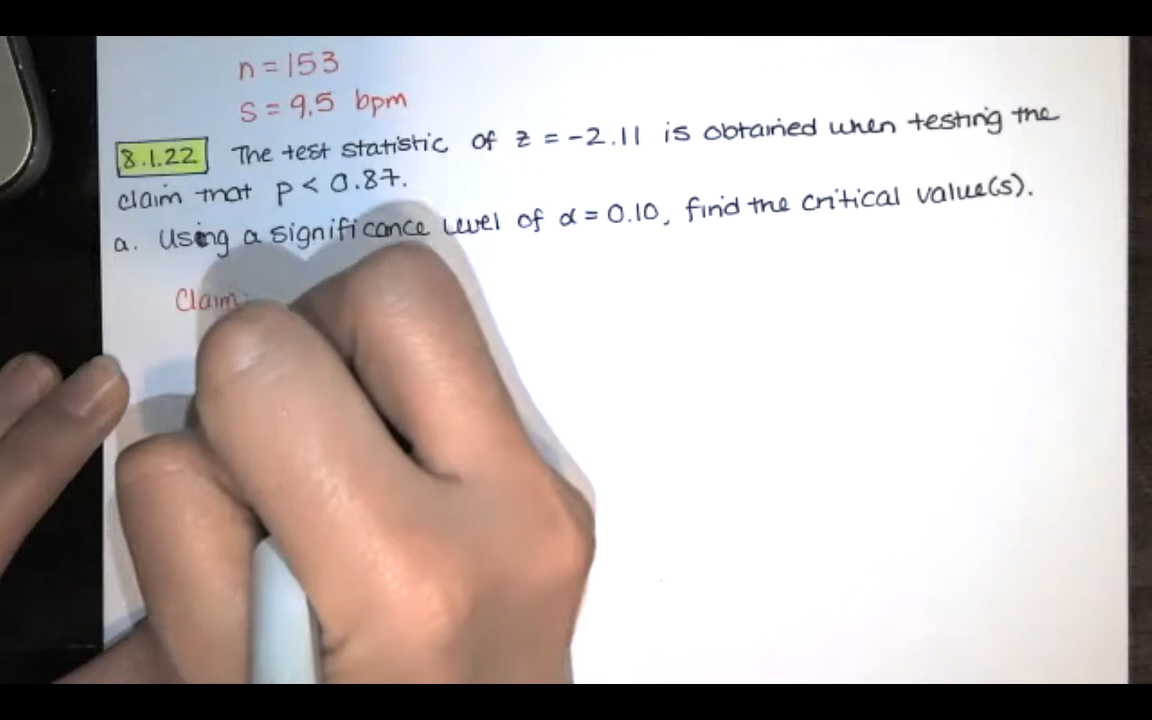 n = 153
s = 9.5 bpm
8.1.22 The test statistic of z = -2.11 is obtained when testing the
claim that p < 0.87.
a. Using a significance level of α = 0.10, find the critical value(s).
Claim: